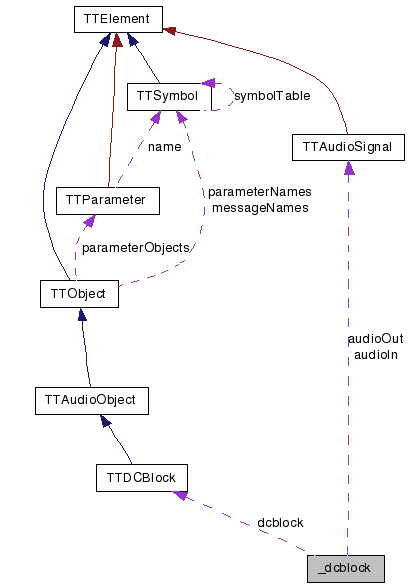 TTElement
TTSymbol
symbolTable
name
TTAudioSignal
TTParameter
parameterNames
messageNames
parameterObjects
TTObject
audioOut
audioIn
TTAudioObject
TTDCBlock
dcblock
_dcblock